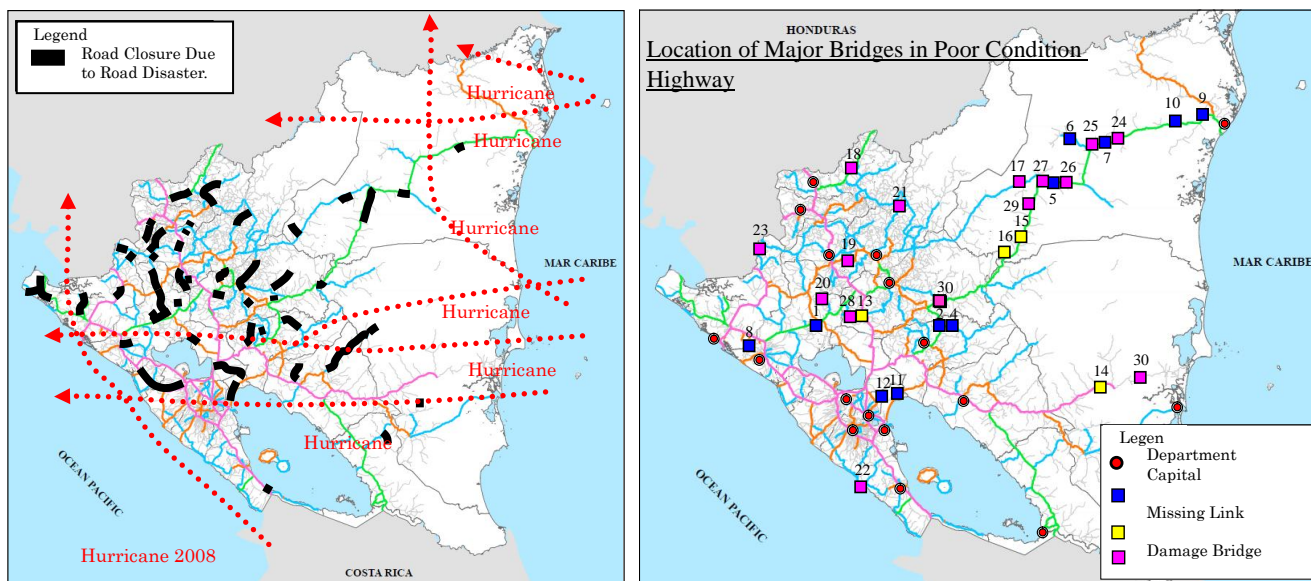 Legend
Road Closure Due
to Road Disaster.
Hurricane
Hurricane
Hurricane
Hurricane
Hurricane
Hurricane
MAR CARIBE
OCEAN PACIFIC
Hurricane 2008
COSTA RICA
HONDURAS
Location of Major Bridges in Poor Condition
Highway
9
10
6
25
24
7
18
17
27
26
5
21
29
15
16
23
19
MAR CARIBE
20
30
28
13
1
2
4
8
14
30
12
11
22
OCEAN PACIFIC
COSTA RICA
Legen
Department
Capital
Missing Link
Damage Bridge